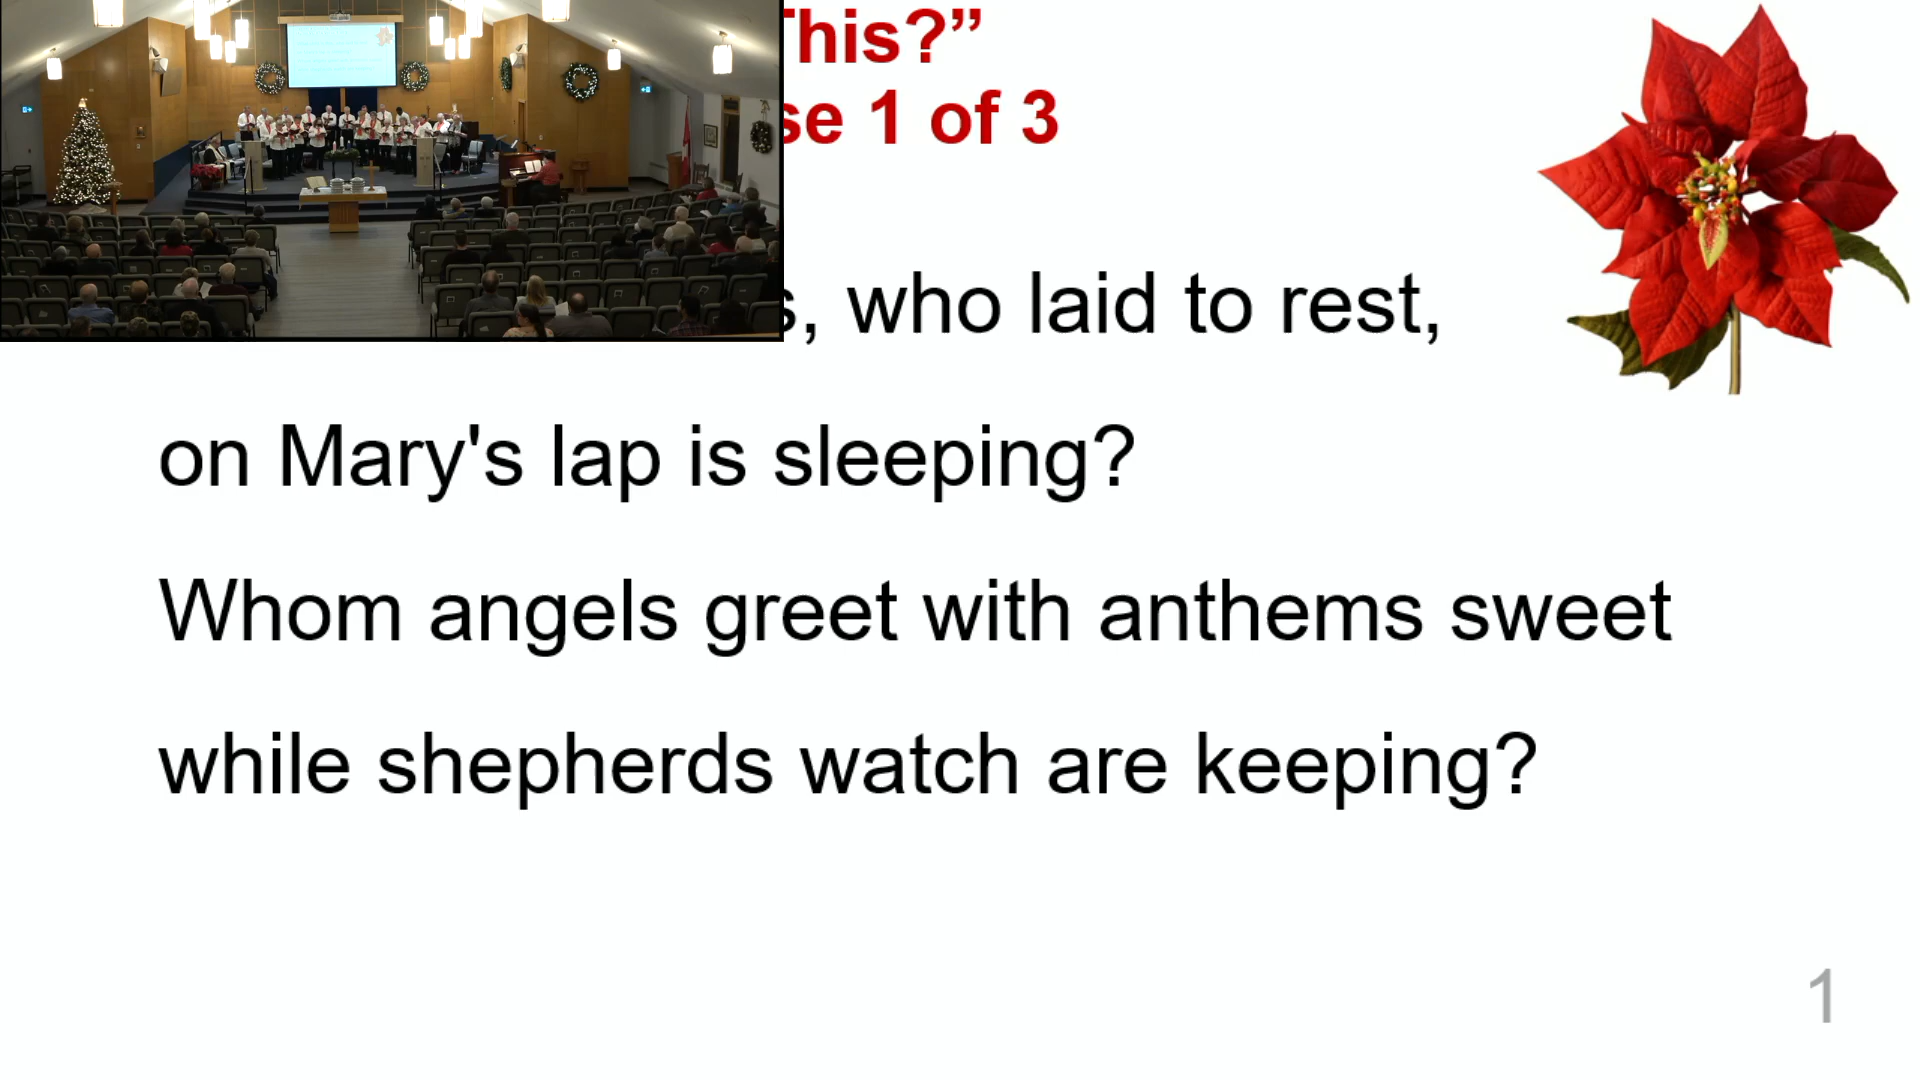 This?”
se 1 of 3
s, who laid to rest,
on Mary's lap is sleeping?
Whom angels greet with anthems sweet
while shepherds watch are keeping?
1